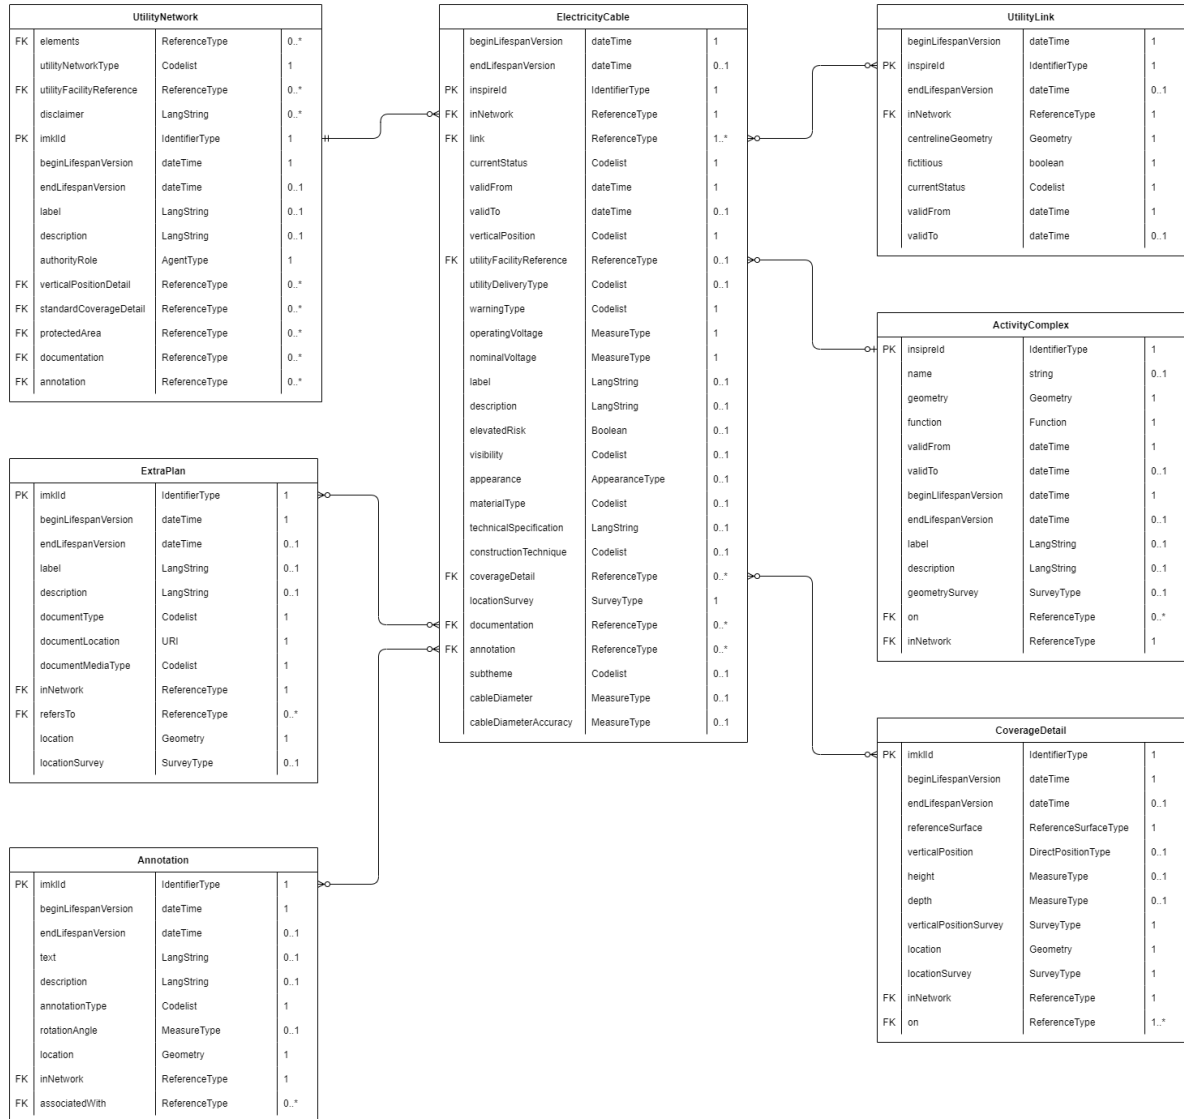 UtilityNetwork
FK elements ReferenceType 0..*
utilityNetworkType Codelist 1
FK utilityFacilityReference ReferenceType 0..*
disclaimer LangString 0..*
PK imklId IdentifierType 1
beginLifespanVersion dateTime 1
endLifespanVersion dateTime 0..1
label LangString 0..1
description LangString 0..1
authorityRole AgentType 1
FK verticalPositionDetail ReferenceType 0..*
FK standardCoverageDetail ReferenceType 0..*
FK protectedArea ReferenceType 0..*
FK documentation ReferenceType 0..*
FK annotation ReferenceType 0..*
ExtraPlan
PK imklId IdentifierType 1
beginLifespanVersion dateTime 1
endLifespanVersion dateTime 0..1
label LangString 0..1
description LangString 0..1
documentType Codelist 1
documentLocation URI 1
documentMediaType Codelist 1
FK inNetwork ReferenceType 1
FK refersTo ReferenceType 0..*
location Geometry 1
locationSurvey SurveyType 0..1
Annotation
PK imklId IdentifierType 1
beginLifespanVersion dateTime 1
endLifespanVersion dateTime 0..1
text LangString 0..1
description LangString 0..1
annotationType Codelist 1
rotationAngle MeasureType 0..1
location Geometry 1
FK inNetwork ReferenceType 1
FK associatedWith ReferenceType 0..*
ElectricityCable
beginLifespanVersion dateTime 1
endLifespanVersion dateTime 0..1
PK inspireId IdentifierType 1
FK inNetwork ReferenceType 1
FK link ReferenceType 1..*
currentStatus Codelist 1
validFrom dateTime 1
validTo dateTime 0..1
verticalPosition Codelist 1
FK utilityFacilityReference ReferenceType 0..1
utilityDeliveryType Codelist 0..1
warningType Codelist 1
operatingVoltage MeasureType 1
nominalVoltage MeasureType 1
label LangString 0..1
description LangString 0..1
elevatedRisk Boolean 0..1
visibility Codelist 0..1
appearance AppearanceType 0..1
materialType Codelist 0..1
technicalSpecification LangString 0..1
constructionTechnique Codelist 0..1
FK coverageDetail ReferenceType 0..*
locationSurvey SurveyType 1
FK documentation ReferenceType 0..*
FK annotation ReferenceType 0..*
subtheme Codelist 0..1
cableDiameter MeasureType 0..1
cableDiameterAccuracy MeasureType 0..1
UtilityLink
beginLifespanVersion dateTime 1
PK inspireId IdentifierType 1
endLifespanVersion dateTime 0..1
FK inNetwork ReferenceType 1
centrelineGeometry Geometry 1
fictitious boolean 1
currentStatus Codelist 1
validFrom dateTime 1
validTo dateTime 0..1
ActivityComplex
PK insipreId IdentifierType 1
name string 0..1
geometry Geometry 1
function Function 1
validFrom dateTime 1
validTo dateTime 0..1
beginLlifespanVersion dateTime 1
endLifespanVersion dateTime 0..1
label LangString 0..1
description LangString 0..1
geometrySurvey SurveyType 0..1
FK on ReferenceType 0..*
FK inNetwork ReferenceType 1
CoverageDetail
PK imklId IdentifierType 1
beginLifespanVersion dateTime 1
endLifespanVersion dateTime 0..1
referenceSurface ReferenceSurfaceType 1
verticalPosition DirectPositionType 0..1
height MeasureType 0..1
depth MeasureType 0..1
verticalPositionSurvey SurveyType 1
location Geometry 1
locationSurvey SurveyType 1
FK inNetwork ReferenceType 1
FK on ReferenceType 1..*